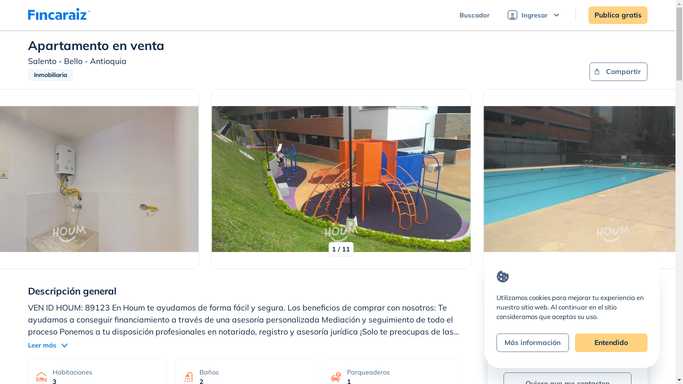 Fincaraiz
Buscador
Ingresar
Publica gratis
Apartamento en venta
Salento - Bello - Antioquia
Inmobiliaria
Compartir
HOUM
HOUM
HOUM
1 / 11
Descripción general
VEN ID HOUM: 89123 En Houm te ayudamos de forma fácil y segura. Los beneficios de comprar con nosotros: Te
ayudamos a conseguir financiamiento a través de una asesoría personalizada Mediación y seguimiento de todo el
proceso Ponemos a tu disposición profesionales en notariado, registro y asesoría jurídica ¡Solo te preocupas de las...
Leer más
Habitaciones
3
Baños
2
Parqueaderos
1
Utilizamos cookies para mejorar tu experiencia en
nuestro sitio web. Al continuar en el sitio
consideramos que aceptas su uso.
Más información
Entendido
Quiero que me contacten